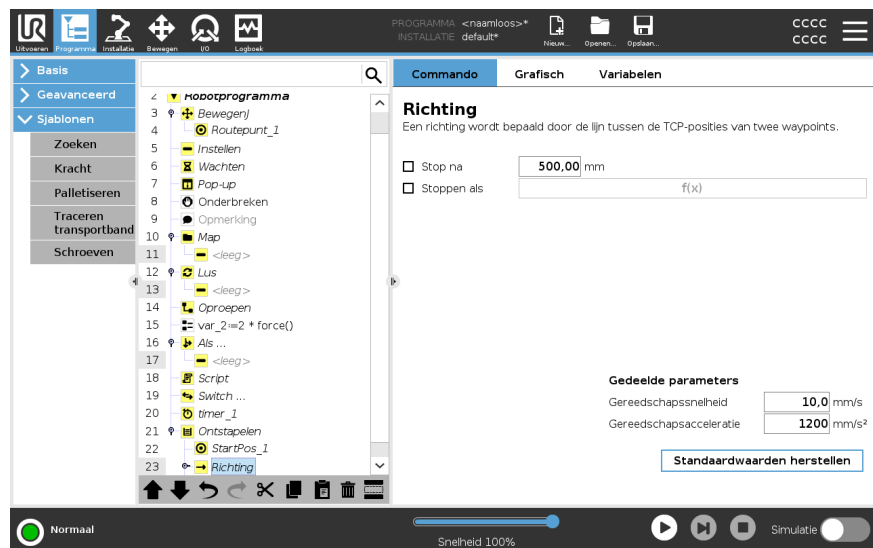 UR
Uitvoeren Programma Installatie Bewegen I/O Logboek
PROGRAMMA <naamloos>*
INSTALLATIE default*
Nieuw... Openen... Opslaan...
CCCC
CCCC
Basis
Geavanceerd
Sjablonen
Zoeken
Kracht
Palletiseren
Traceren
transportband
Schroeven
2 Robotprogramma
3 BewegenJ
4 Routepunt_1
5 Instellen
6 Wachten
7 Pop-up
8 Onderbreken
9 Opmerking
10 Map
11 <leeg>
12 Lus
13 <leeg>
14 Oproepen
15 var_2:=2 * force()
16 Als ...
17 <leeg>
18 Script
19 Switch ...
20 timer_1
21 Ontstapelen
22 StartPos_1
23 Richting
Commando Grafisch Variabelen
Richting
Een richting wordt bepaald door de lijn tussen de TCP-posities van twee waypoints.
Stop na 500,00 mm
Stoppen als f(x)
Gedeelde parameters
Gereedschapssnelheid 10,0 mm/s
Gereedschapsacceleratie 1200 mm/s²
Standaardwaarden herstellen
Normaal
Snelheid 100%
Simulatie